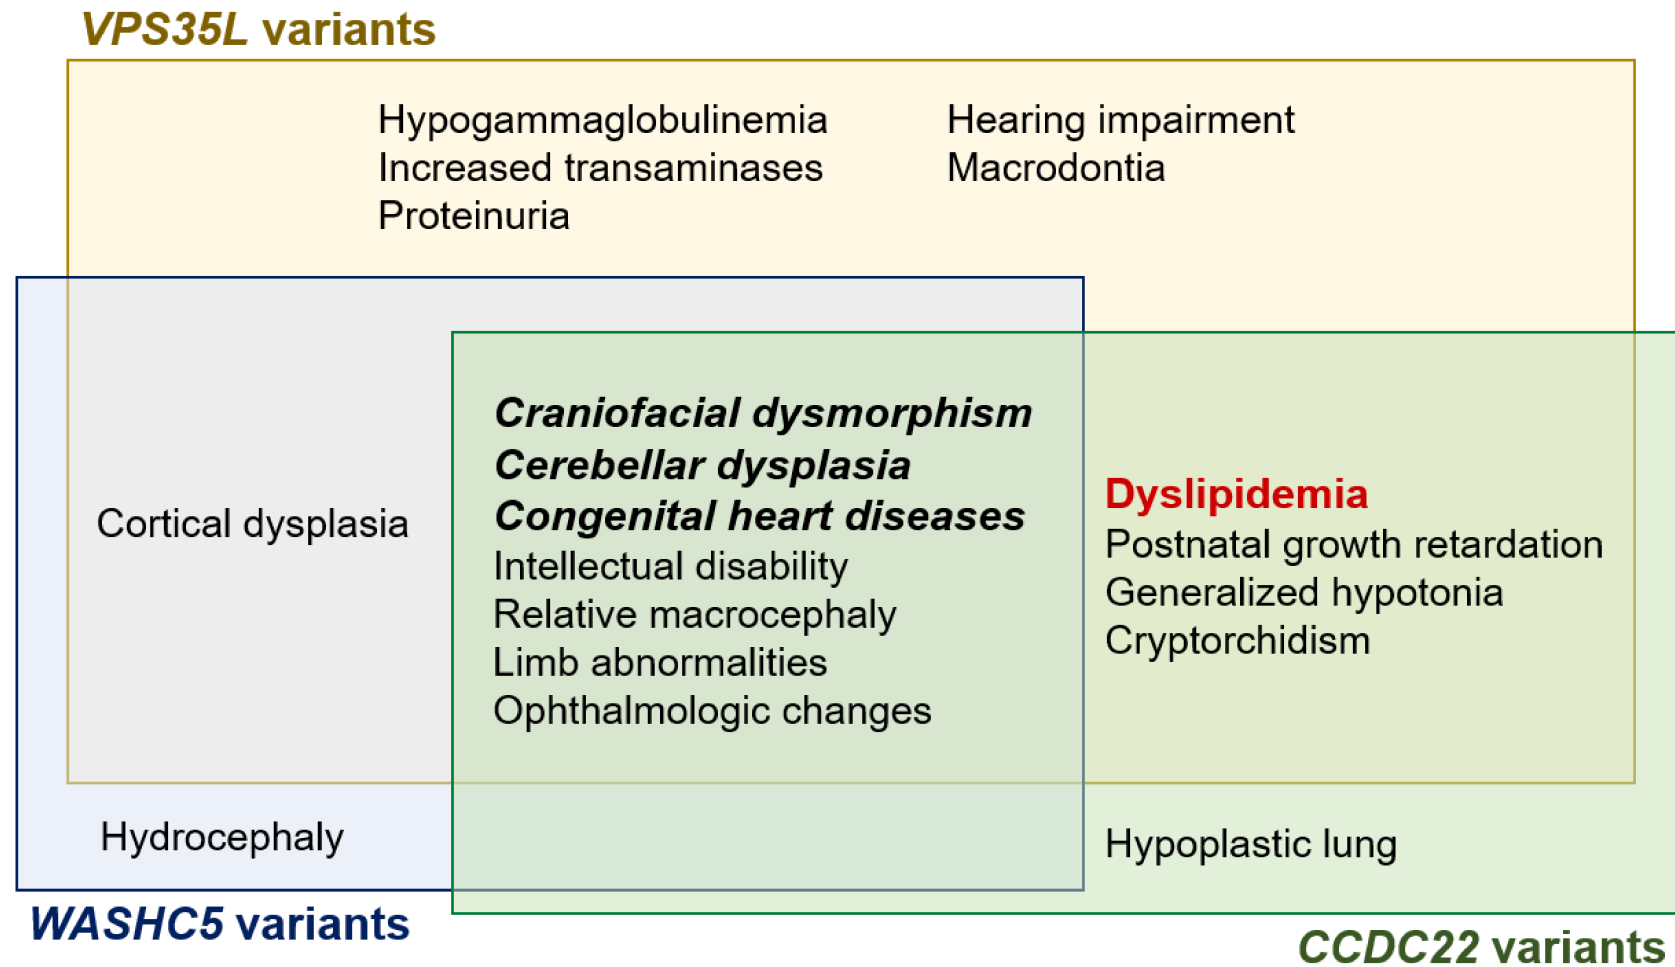 VPS35L variants
Hypogammaglobulinemia
Increased transaminases
Proteinuria
Hearing impairment
Macrodontia
Cortical dysplasia
Craniofacial dysmorphism
Cerebellar dysplasia
Congenital heart diseases
Intellectual disability
Relative macrocephaly
Limb abnormalities
Ophthalmologic changes
Dyslipidemia
Postnatal growth retardation
Generalized hypotonia
Cryptorchidism
Hydrocephaly
Hypoplastic lung
WASHC5 variants
CCDC22 variants